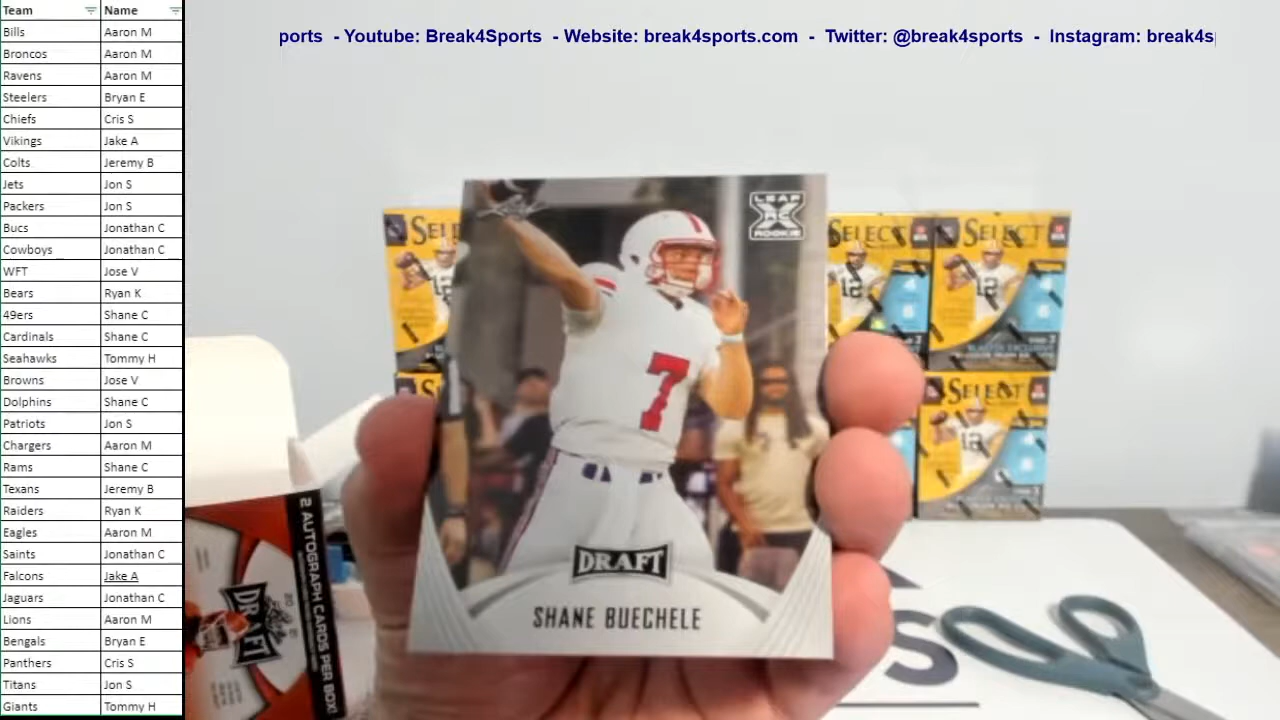 Team Name
Bills Aaron M
Broncos Aaron M
Ravens Aaron M
Steelers Bryan E
Chiefs Cris S
Vikings Jake A
Colts Jeremy B
Jets Jon S
Packers Jon S
Bucs Jonathan C
Cowboys Jonathan C
WFT Jose V
Bears Ryan K
49ers Shane C
Cardinals Shane C
Seahawks Tommy H
Browns Jose V
Dolphins Shane C
Patriots Jon S
Chargers Aaron M
Rams Shane C
Texans Jeremy B
Raiders Ryan K
Eagles Aaron M
Saints Jonathan C
Falcons Jake A
Jaguars Jonathan C
Lions Aaron M
Bengals Bryan E
Panthers Cris S
Titans Jon S
Giants Tommy H
ports - Youtube: Break4Sports - Website: break4sports.com - Twitter: @break4sports - Instagram: break4s
LEAF
RC
ROOKIE
7
DRAFT
SHANE BUECHELE
SELECT
SELECT
12
12
SELECT
12
2 AUTOGRAPH CARDS PER BOX!
DRAFT
S